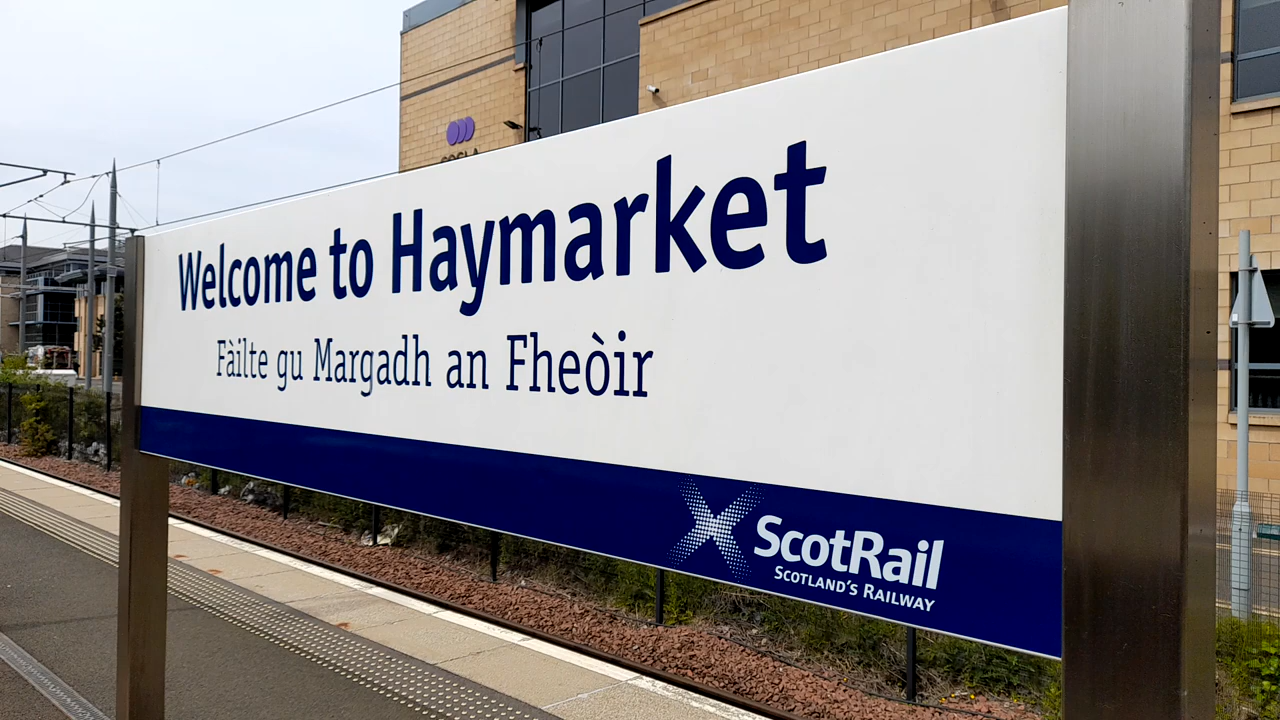 Welcome to Haymarket
Fàilte gu Margadh an Fheòir
ScotRail
SCOTLAND'S RAILWAY